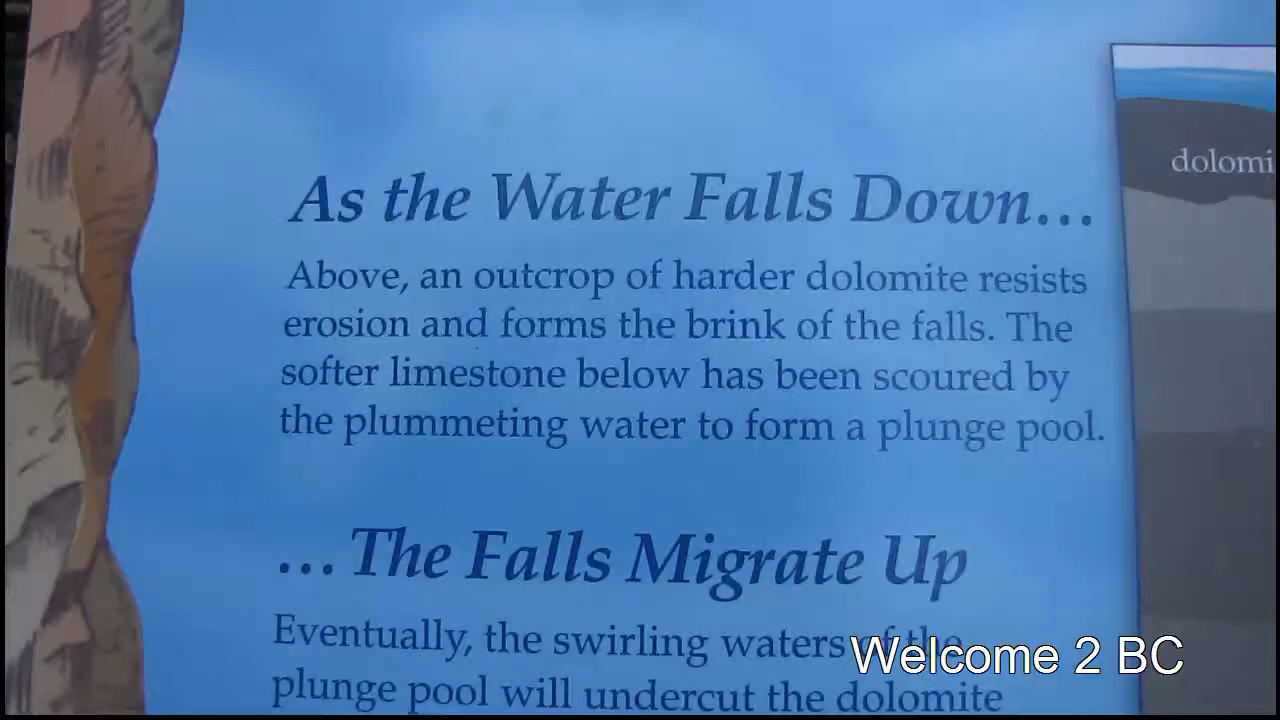 As the Water Falls Down...
Above, an outcrop of harder dolomite resists
erosion and forms the brink of the falls. The
softer limestone below has been scoured by
the plummeting water to form a plunge pool.
...The Falls Migrate Up
Eventually, the swirling waters of the
plunge pool will undercut the dolomite
dolomi
Welcome 2 BC